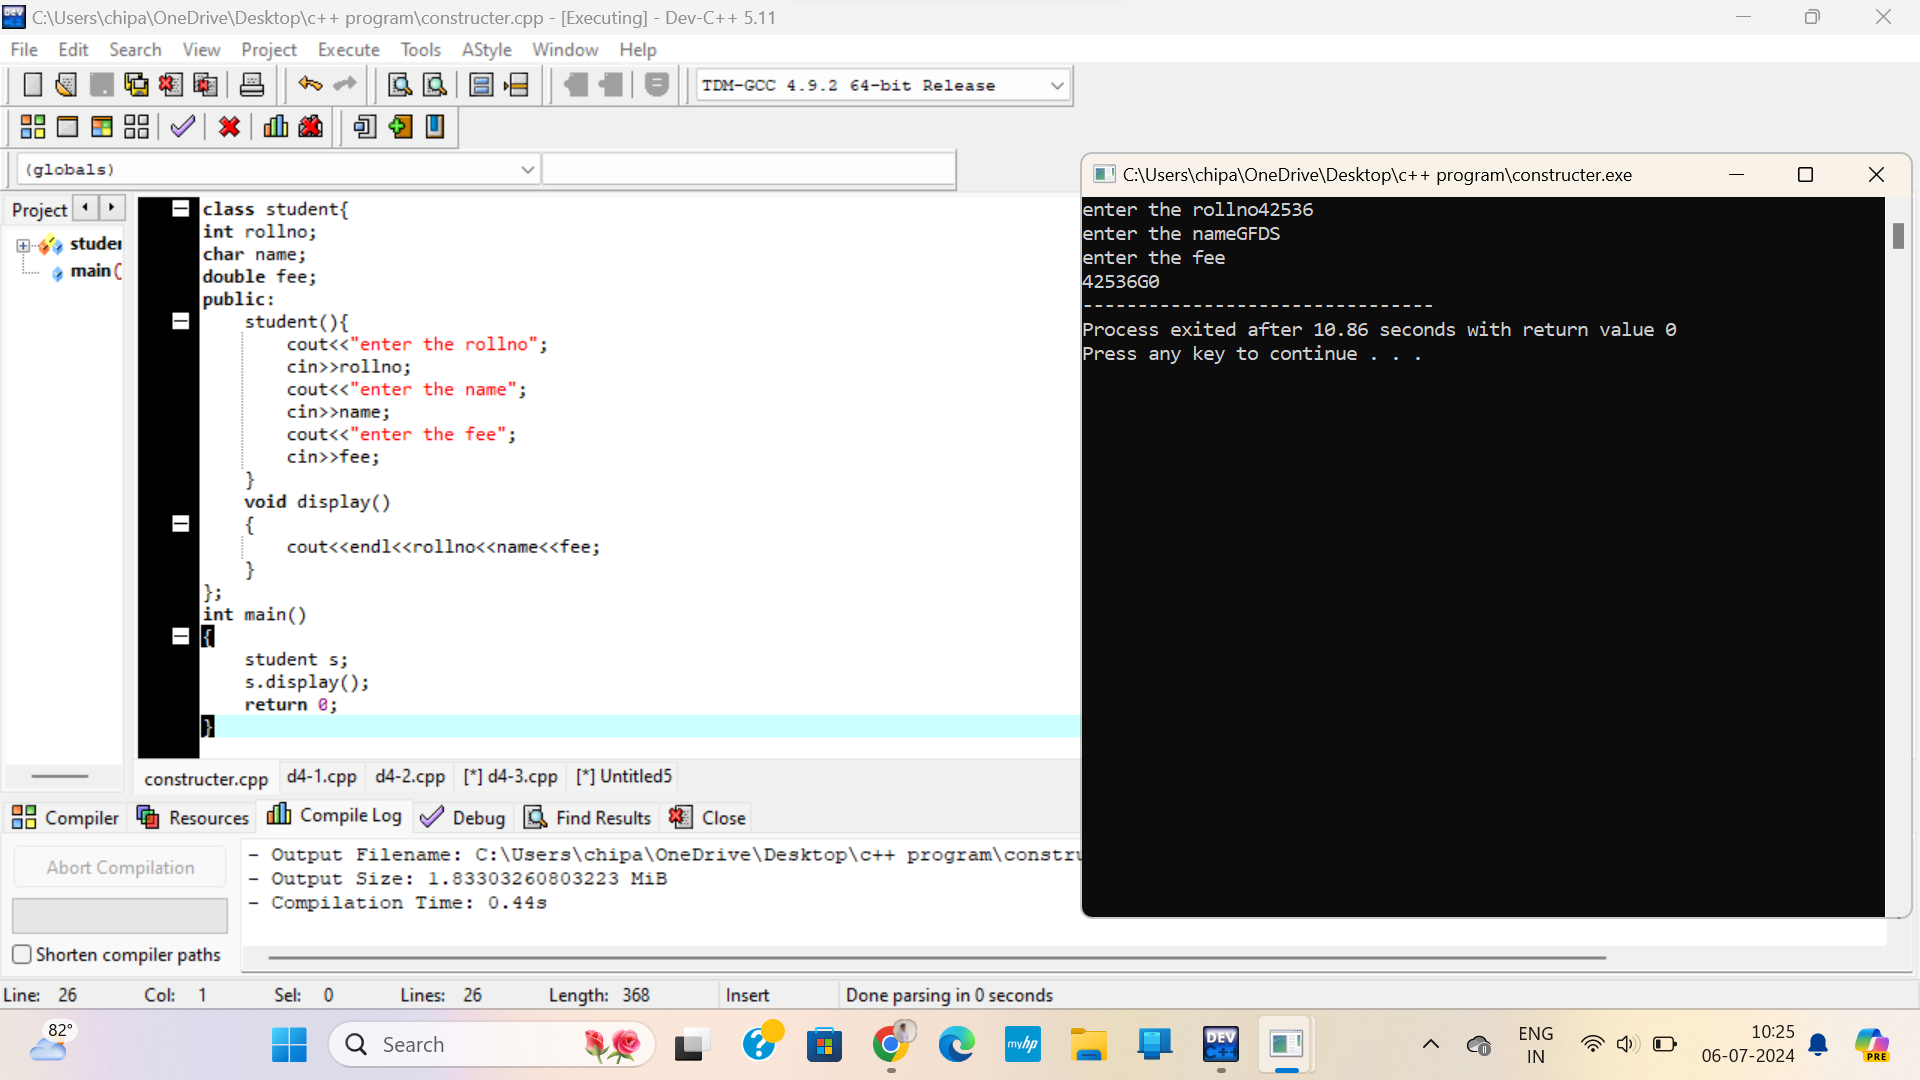 C:\Users\chipa\OneDrive\Desktop\c++ program\constructer.cpp - [Executing] - Dev-C++ 5.11
File Edit Search View Project Execute Tools AStyle Window Help
TDM-GCC 4.9.2 64-bit Release
(globals)
Project
main (
class student{
int rollno;
char name;
double fee;
public:
student(){
cout<<"enter the rollno";
cin>>rollno;
cout<<"enter the name";
cin>>name;
cout<<"enter the fee";
cin>>fee;
}
void display()
{
cout<<endl<<rollno<<name<<fee;
}
};
int main()
{
student s;
s.display();
return 0;
}
C:\Users\chipa\OneDrive\Desktop\c++ program\constructer.exe
enter the rollno42536
enter the nameGFDS
enter the fee
42536G0
--------------------------------
Process exited after 10.86 seconds with return value 0
Press any key to continue . . .
constructer.cpp d4-1.cpp d4-2.cpp [*] d4-3.cpp [*] Untitled5
Compiler Resources Compile Log Debug Find Results Close
Abort Compilation
Shorten compiler paths
- Output Filename: C:\Users\chipa\OneDrive\Desktop\c++ program\constru
- Output Size: 1.83303260803223 MiB
- Compilation Time: 0.44s
Line: 26 Col: 1 Sel: 0 Lines: 26 Length: 368 Insert Done parsing in 0 seconds
82°
Search
myhp
DEV
C++
ENG
IN
10:25
06-07-2024
PRE